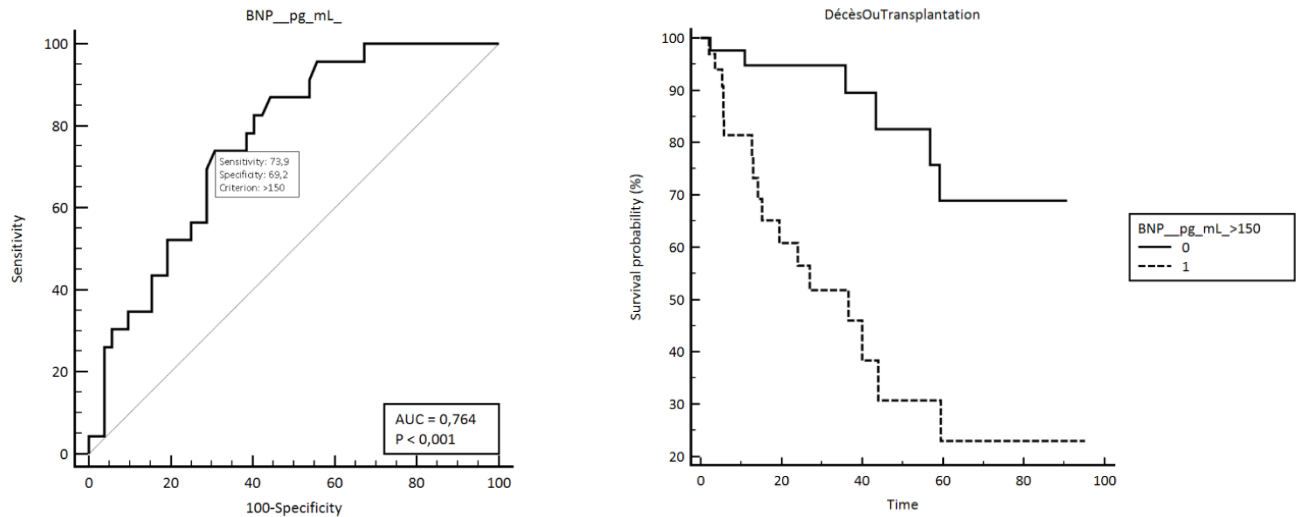 BNP__pg_mL_
100
80
60
40
20
0
Sensitivity
Sensitivity: 73,9
Specificity: 69,2
Criterion: >150
AUC = 0,764
P < 0,001
0 20 40 60 80 100
100-Specificity
DécèsOuTransplantation
100
90
80
70
60
50
40
30
20
Survival probability (%)
0 20 40 60 80 100
Time
BNP__pg_mL_>150
0
1